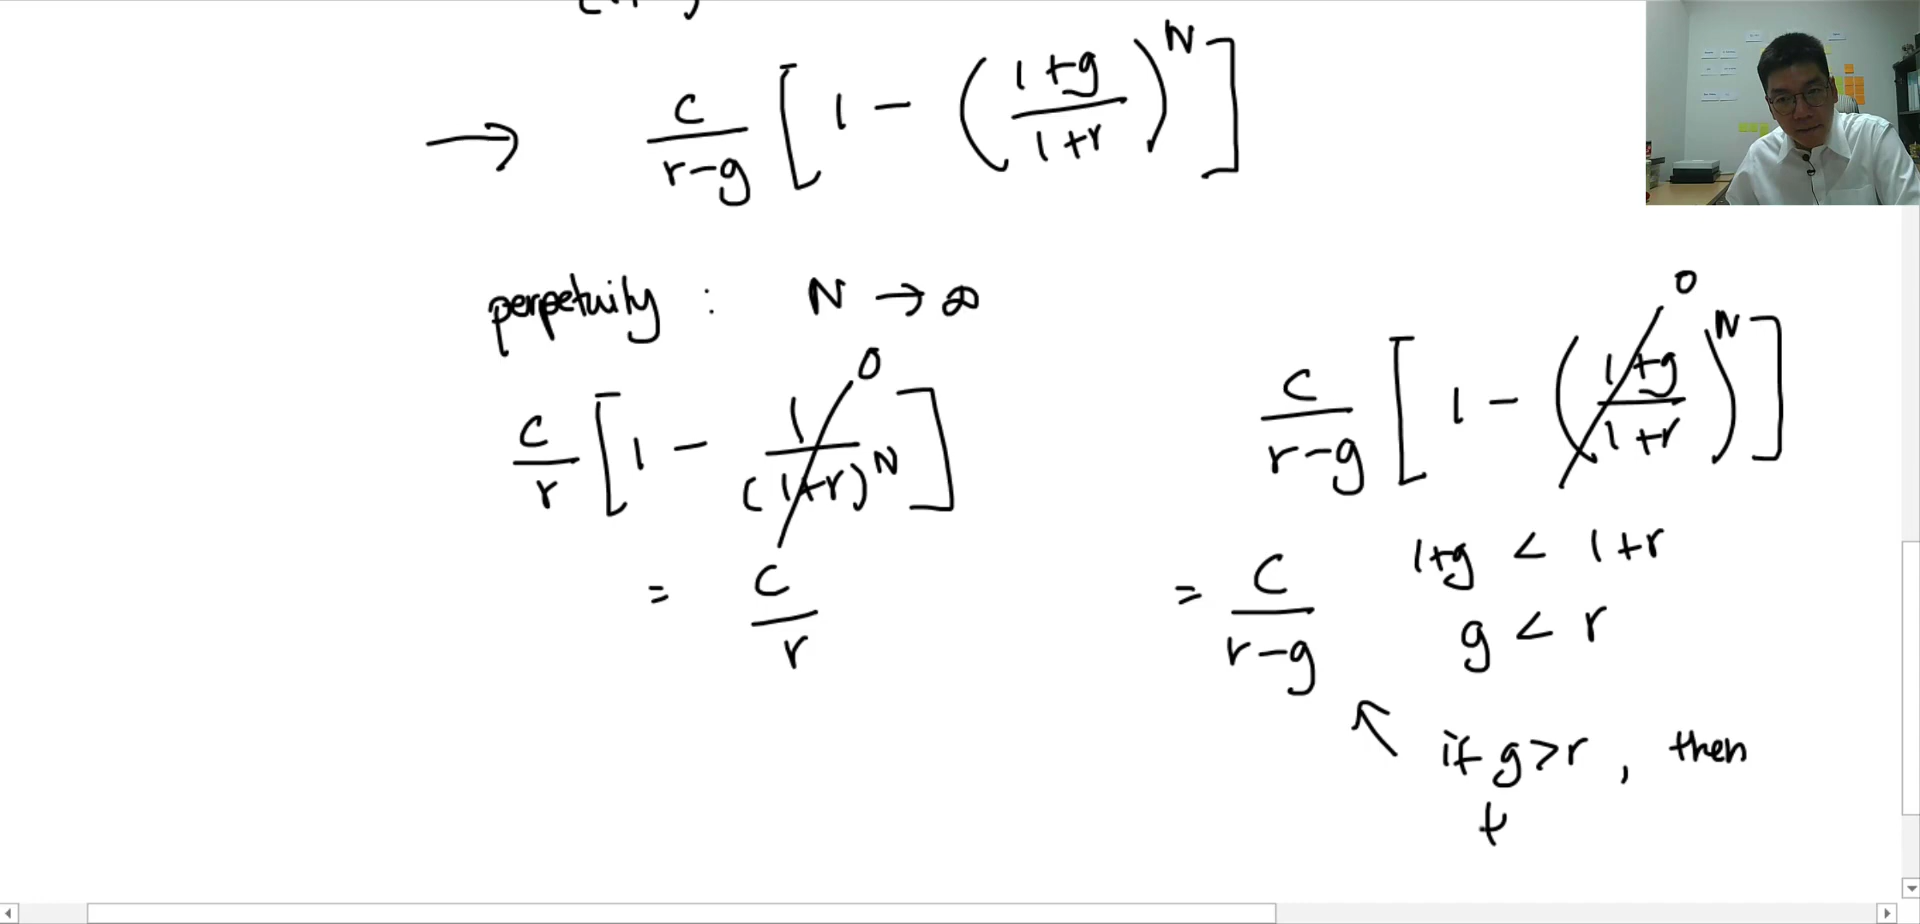 → C/(r-g) [1 - ((1+g)/(1+r))^N]
perpetuity : N → ∞
C/r [1 - 1/(1+r)^N] 0
= C/r
C/(r-g) [1 - ((1+g)/(1+r))^N] 0
= C/(r-g)
1+g < 1+r
g < r
↖ if g>r , then
t